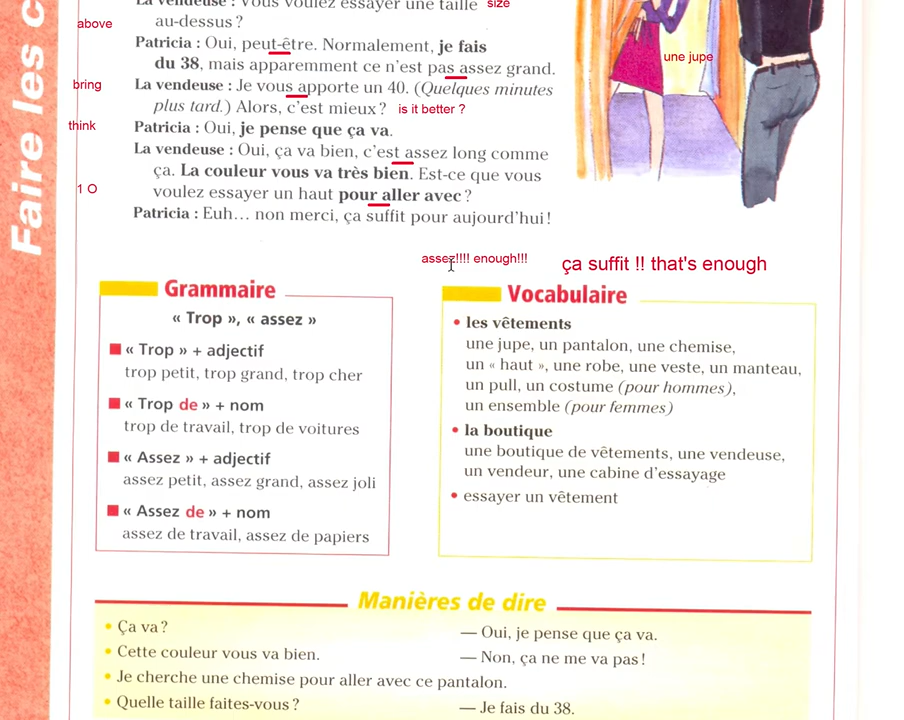 La vendeuse : Vous voulez essayer une taille size
above au-dessus ?
Patricia : Oui, peut-être. Normalement, je fais
du 38, mais apparemment ce n'est pas assez grand.
une jupe
bring La vendeuse : Je vous apporte un 40. (Quelques minutes
plus tard.) Alors, c'est mieux ? is it better ?
think Patricia : Oui, je pense que ça va.
La vendeuse : Oui, ça va bien, c'est assez long comme
ça. La couleur vous va très bien. Est-ce que vous
1 O voulez essayer un haut pour aller avec ?
Patricia : Euh... non merci, ça suffit pour aujourd'hui !
Faire les c
assez!!!! enough!!! ça suffit !! that's enough
Grammaire
« Trop », « assez »
« Trop » + adjectif
trop petit, trop grand, trop cher
« Trop de » + nom
trop de travail, trop de voitures
« Assez » + adjectif
assez petit, assez grand, assez joli
« Assez de » + nom
assez de travail, assez de papiers
Vocabulaire
• les vêtements
une jupe, un pantalon, une chemise,
un « haut », une robe, une veste, un manteau,
un pull, un costume (pour hommes),
un ensemble (pour femmes)
• la boutique
une boutique de vêtements, une vendeuse,
un vendeur, une cabine d'essayage
• essayer un vêtement
Manières de dire
• Ça va ? — Oui, je pense que ça va.
• Cette couleur vous va bien. — Non, ça ne me va pas !
• Je cherche une chemise pour aller avec ce pantalon.
• Quelle taille faites-vous ? — Je fais du 38.